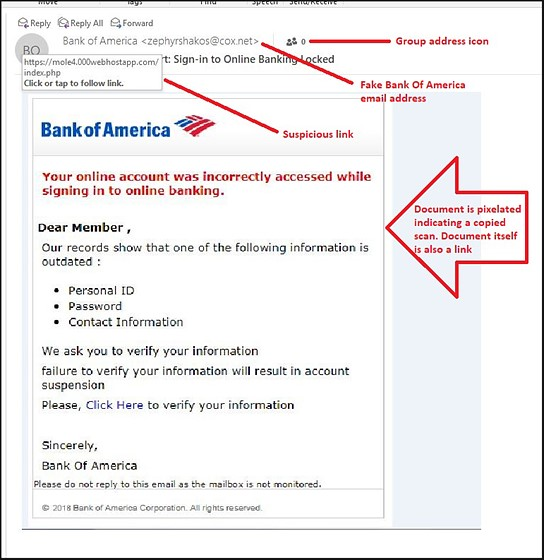 Move Tags Find Speech Send/Receive
Reply Reply All Forward
BO Bank of America <zephyrshakos@cox.net> 0 Group address icon
rt: Sign-in to Online Banking Locked
https://mole4.000webhostapp.com/
index.php
Click or tap to follow link.
Fake Bank Of America
email address
Suspicious link
Bank of America
Your online account was incorrectly accessed while
signing in to online banking.
Dear Member ,
Our records show that one of the following information is
outdated :
• Personal ID
• Password
• Contact Information
Document is pixelated
indicating a copied
scan. Document itself
is also a link
We ask you to verify your information
failure to verify your information will result in account
suspension
Please, Click Here to verify your information
Sincerely,
Bank Of America
Please do not reply to this email as the mailbox is not monitored.
© 2018 Bank of America Corporation. All rights reserved.